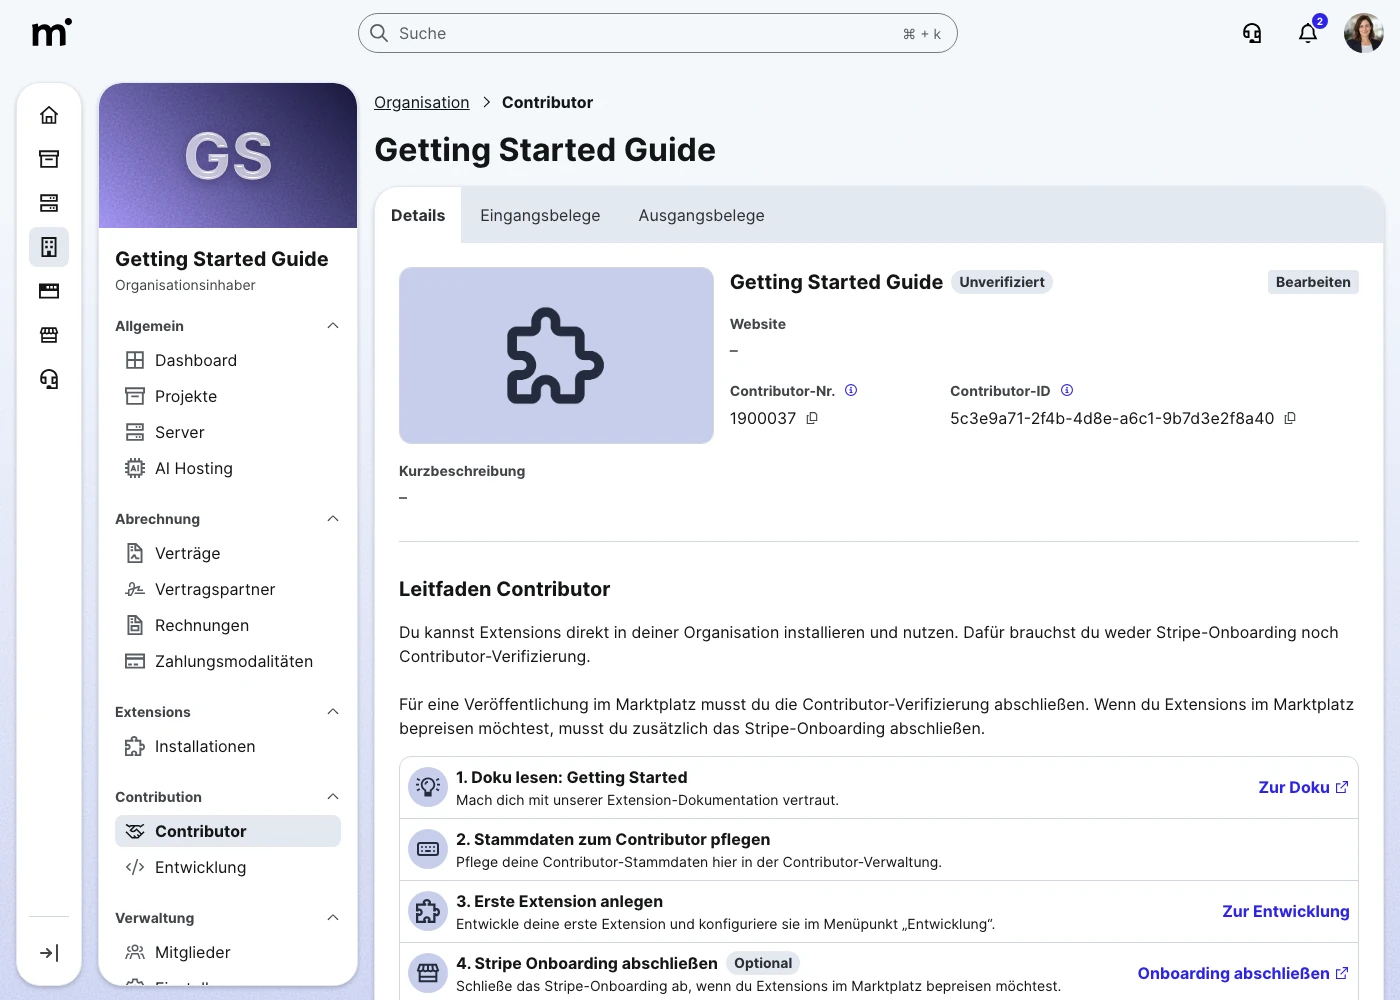 m
Suche
⌘ + k
2
GS
Getting Started Guide
Organisationsinhaber
Allgemein
Dashboard
Projekte
Server
AI Hosting
Abrechnung
Verträge
Vertragspartner
Rechnungen
Zahlungsmodalitäten
Extensions
Installationen
Contribution
Contributor
Entwicklung
Verwaltung
Mitglieder
Organisation > Contributor
Getting Started Guide
Details
Eingangsbelege
Ausgangsbelege
Getting Started Guide
Unverifiziert
Bearbeiten
Website
–
Contributor-Nr.
1900037
Contributor-ID
5c3e9a71-2f4b-4d8e-a6c1-9b7d3e2f8a40
Kurzbeschreibung
–
Leitfaden Contributor
Du kannst Extensions direkt in deiner Organisation installieren und nutzen. Dafür brauchst du weder Stripe-Onboarding noch
Contributor-Verifizierung.
Für eine Veröffentlichung im Marktplatz musst du die Contributor-Verifizierung abschließen. Wenn du Extensions im Marktplatz
bepreisen möchtest, musst du zusätzlich das Stripe-Onboarding abschließen.
1. Doku lesen: Getting Started
Mach dich mit unserer Extension-Dokumentation vertraut.
Zur Doku
2. Stammdaten zum Contributor pflegen
Pflege deine Contributor-Stammdaten hier in der Contributor-Verwaltung.
3. Erste Extension anlegen
Entwickle deine erste Extension und konfiguriere sie im Menüpunkt „Entwicklung“.
Zur Entwicklung
4. Stripe Onboarding abschließen
Optional
Schließe das Stripe-Onboarding ab, wenn du Extensions im Marktplatz bepreisen möchtest.
Onboarding abschließen